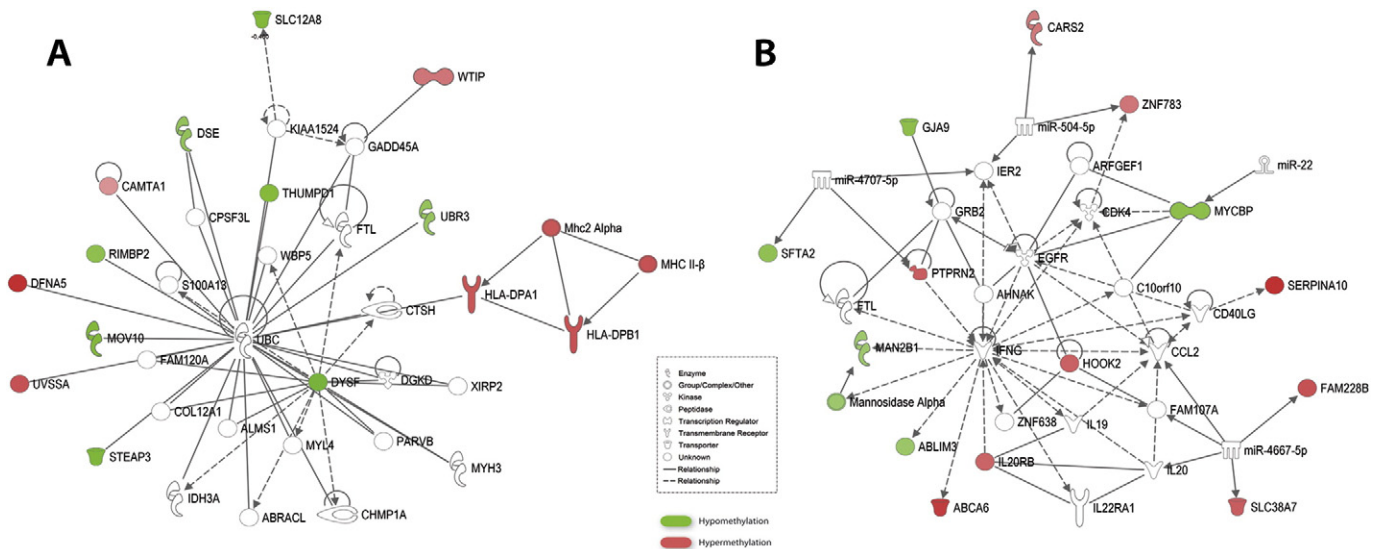 A
SLC12A8
WTIP
KIAA1524
DSE
GADD45A
CAMTA1
THUMPD1
CPSF3L
FTL
UBR3
RIMBP2
WBP5
Mhc2 Alpha
MHC II-β
S100A13
DFNA5
HLA-DPA1
CTSH
HLA-DPB1
MOV10
UBC
FAM120A
UVSSA
DYSF
DGKD
XIRP2
COL12A1
ALMS1
MYL4
PARVB
STEAP3
MYH3
IDH3A
ABRACL
CHMP1A
Enzyme
Group/Complex/Other
Kinase
Peptidase
Transcription Regulator
Transmembrane Receptor
Transporter
Unknown
Relationship
Relationship
Hypomethylation
Hypermethylation
B
CARS2
ZNF783
GJA9
miR-504-5p
IER2
ARFGEF1
miR-22
miR-4707-5p
GRB2
CDK4
MYCBP
SFTA2
EGFR
PTPRN2
AHNAK
C10orf10
SERPINA10
FTL
CD40LG
MAN2B1
IFNG
CCL2
HOOK2
Mannosidase Alpha
FAM228B
FAM107A
ZNF638
IL19
ABLIM3
miR-4667-5p
IL20RB
IL20
ABCA6
IL22RA1
SLC38A7